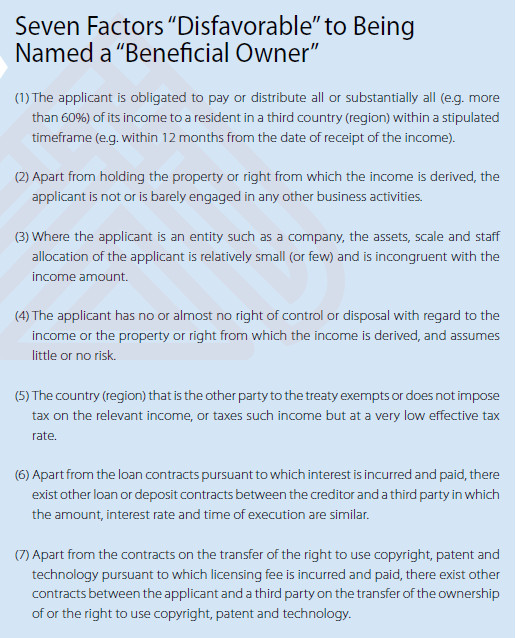 Seven Factors “Disfavorable” to Being
Named a “Beneficial Owner”
(1) The applicant is obligated to pay or distribute all or substantially all (e.g. more
than 60%) of its income to a resident in a third country (region) within a stipulated
timeframe (e.g. within 12 months from the date of receipt of the income).
(2) Apart from holding the property or right from which the income is derived, the
applicant is not or is barely engaged in any other business activities.
(3) Where the applicant is an entity such as a company, the assets, scale and staff
allocation of the applicant is relatively small (or few) and is incongruent with the
income amount.
(4) The applicant has no or almost no right of control or disposal with regard to the
income or the property or right from which the income is derived, and assumes
little or no risk.
(5) The country (region) that is the other party to the treaty exempts or does not impose
tax on the relevant income, or taxes such income but at a very low effective tax
rate.
(6) Apart from the loan contracts pursuant to which interest is incurred and paid, there
exist other loan or deposit contracts between the creditor and a third party in which
the amount, interest rate and time of execution are similar.
(7) Apart from the contracts on the transfer of the right to use copyright, patent and
technology pursuant to which licensing fee is incurred and paid, there exist other
contracts between the applicant and a third party on the transfer of the ownership
of or the right to use copyright, patent and technology.